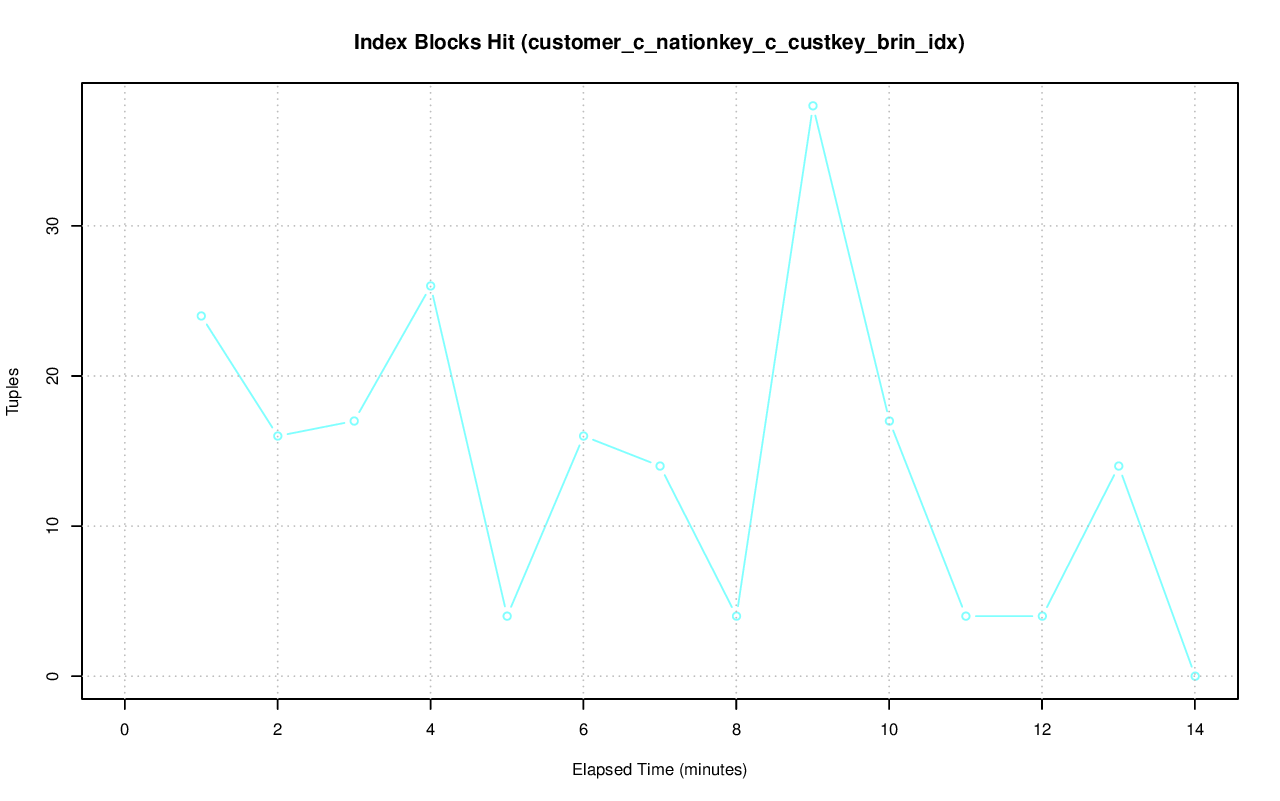 Index Blocks Hit (customer_c_nationkey_c_custkey_brin_idx)
Tuples
30
20
10
0
0 2 4 6 8 10 12 14
Elapsed Time (minutes)